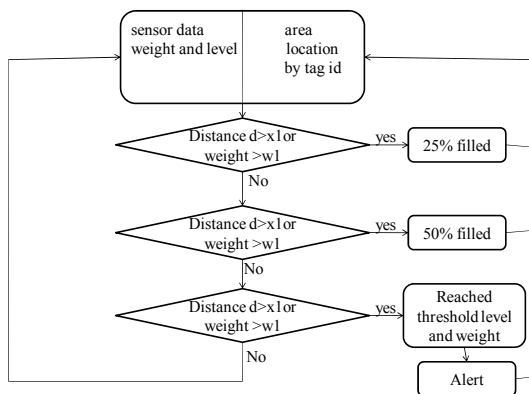 sensor data
weight and level
area
location
by tag id
Distance d>x1or
weight >w1
yes
25% filled
No
Distance d>x1or
weight >w1
yes
50% filled
No
Distance d>x1or
weight >w1
yes
Reached
threshold level
and weight
No
Alert